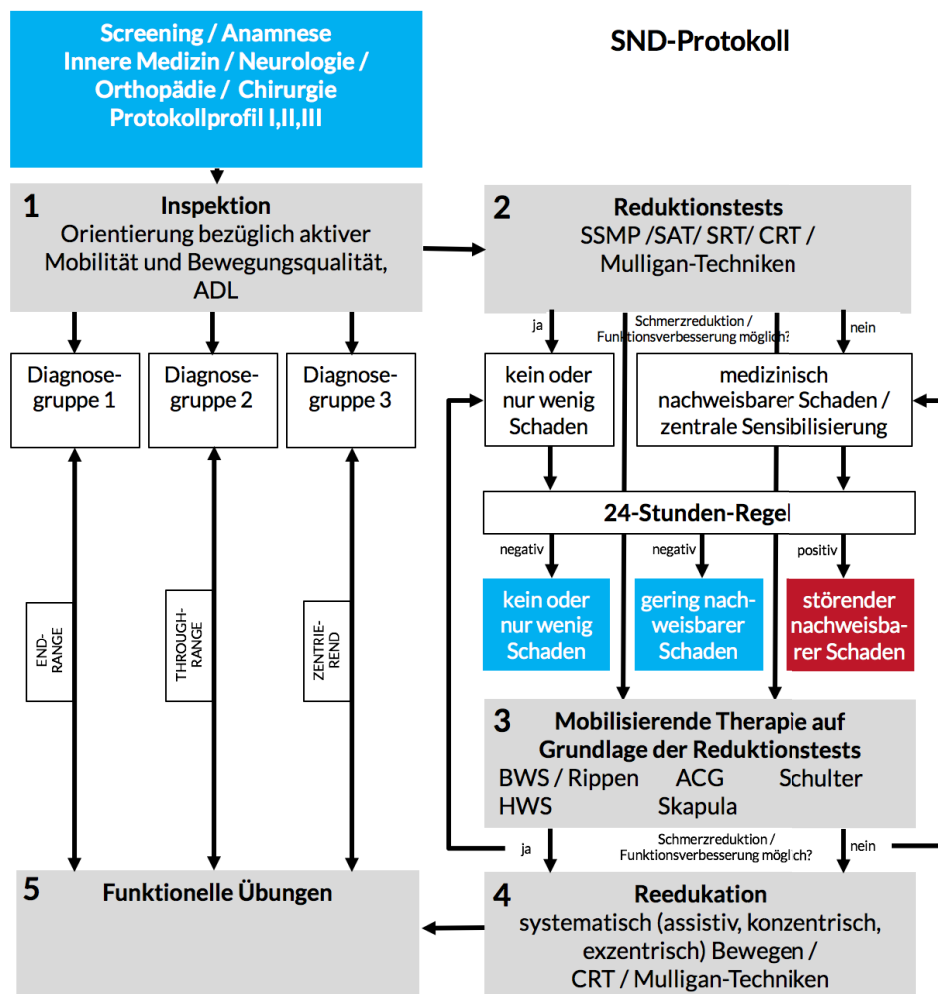 SND-Protokoll
Screening / Anamnese
Innere Medizin / Neurologie /
Orthopädie / Chirurgie
Protokollprofil I,II,III
1
Inspektion
Orientierung bezüglich aktiver
Mobilität und Bewegungsqualität,
ADL
2
Reduktionstests
SSMP /SAT/ SRT/ CRT /
Mulligan-Techniken
ja
Schmerzreduktion /
Funktionsverbesserung möglich?
nein
Diagnose-
gruppe 1
Diagnose-
gruppe 2
Diagnose-
gruppe 3
kein oder
nur wenig
Schaden
medizinisch
nachweisbarer Schaden /
zentrale Sensibilisierung
24-Stunden-Regel
negativ
negativ
positiv
kein oder
nur wenig
Schaden
gering nach-
weisbarer
Schaden
störender
nachweisba-
rer Schaden
END-
RANGE
THROUGH-
RANGE
ZENTRIE-
REND
3
Mobilisierende Therapie auf
Grundlage der Reduktionstests
BWS / Rippen ACG Schulter
HWS Skapula
ja
Schmerzreduktion /
Funktionsverbesserung möglich?
nein
4
Reedukation
systematisch (assistiv, konzentrisch,
exzentrisch) Bewegen /
CRT / Mulligan-Techniken
5
Funktionelle Übungen